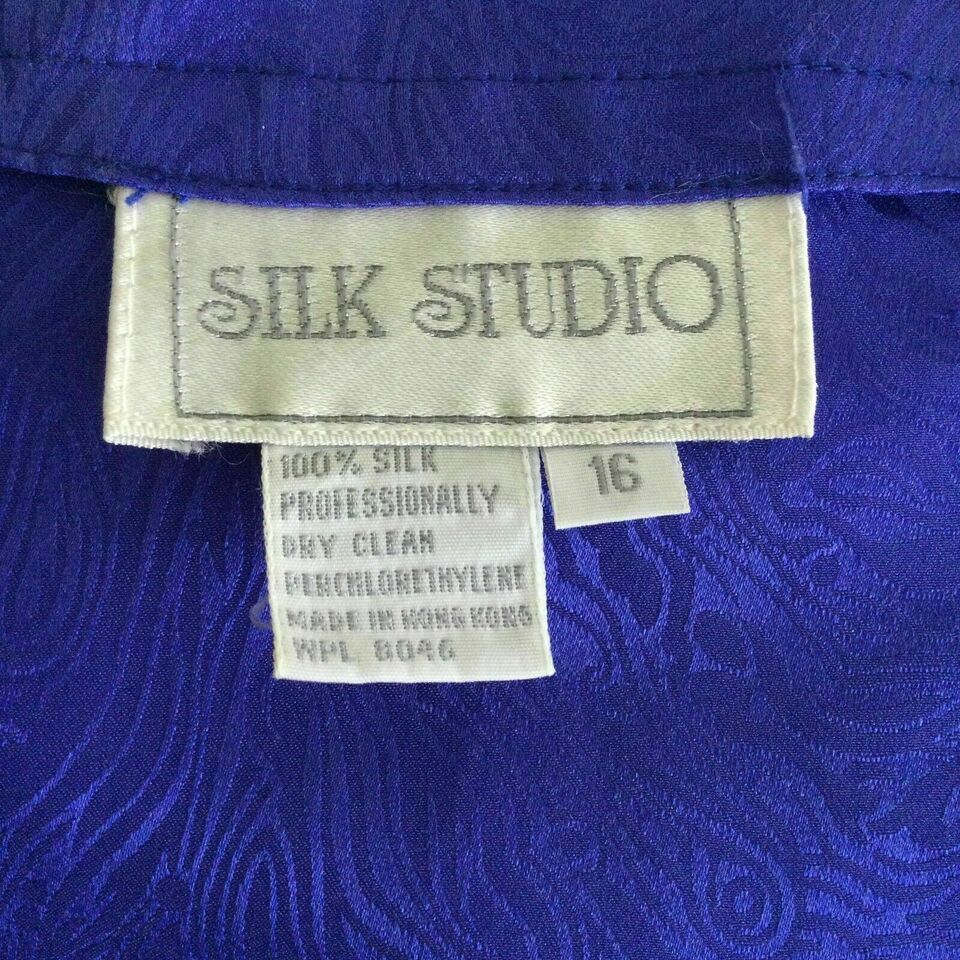 SILK STUDIO
100% SILK
PROFESSIONALLY
DRY CLEAN
PERCHLORETHYLENE
MADE IN HONG KONG
WPL 8046
16